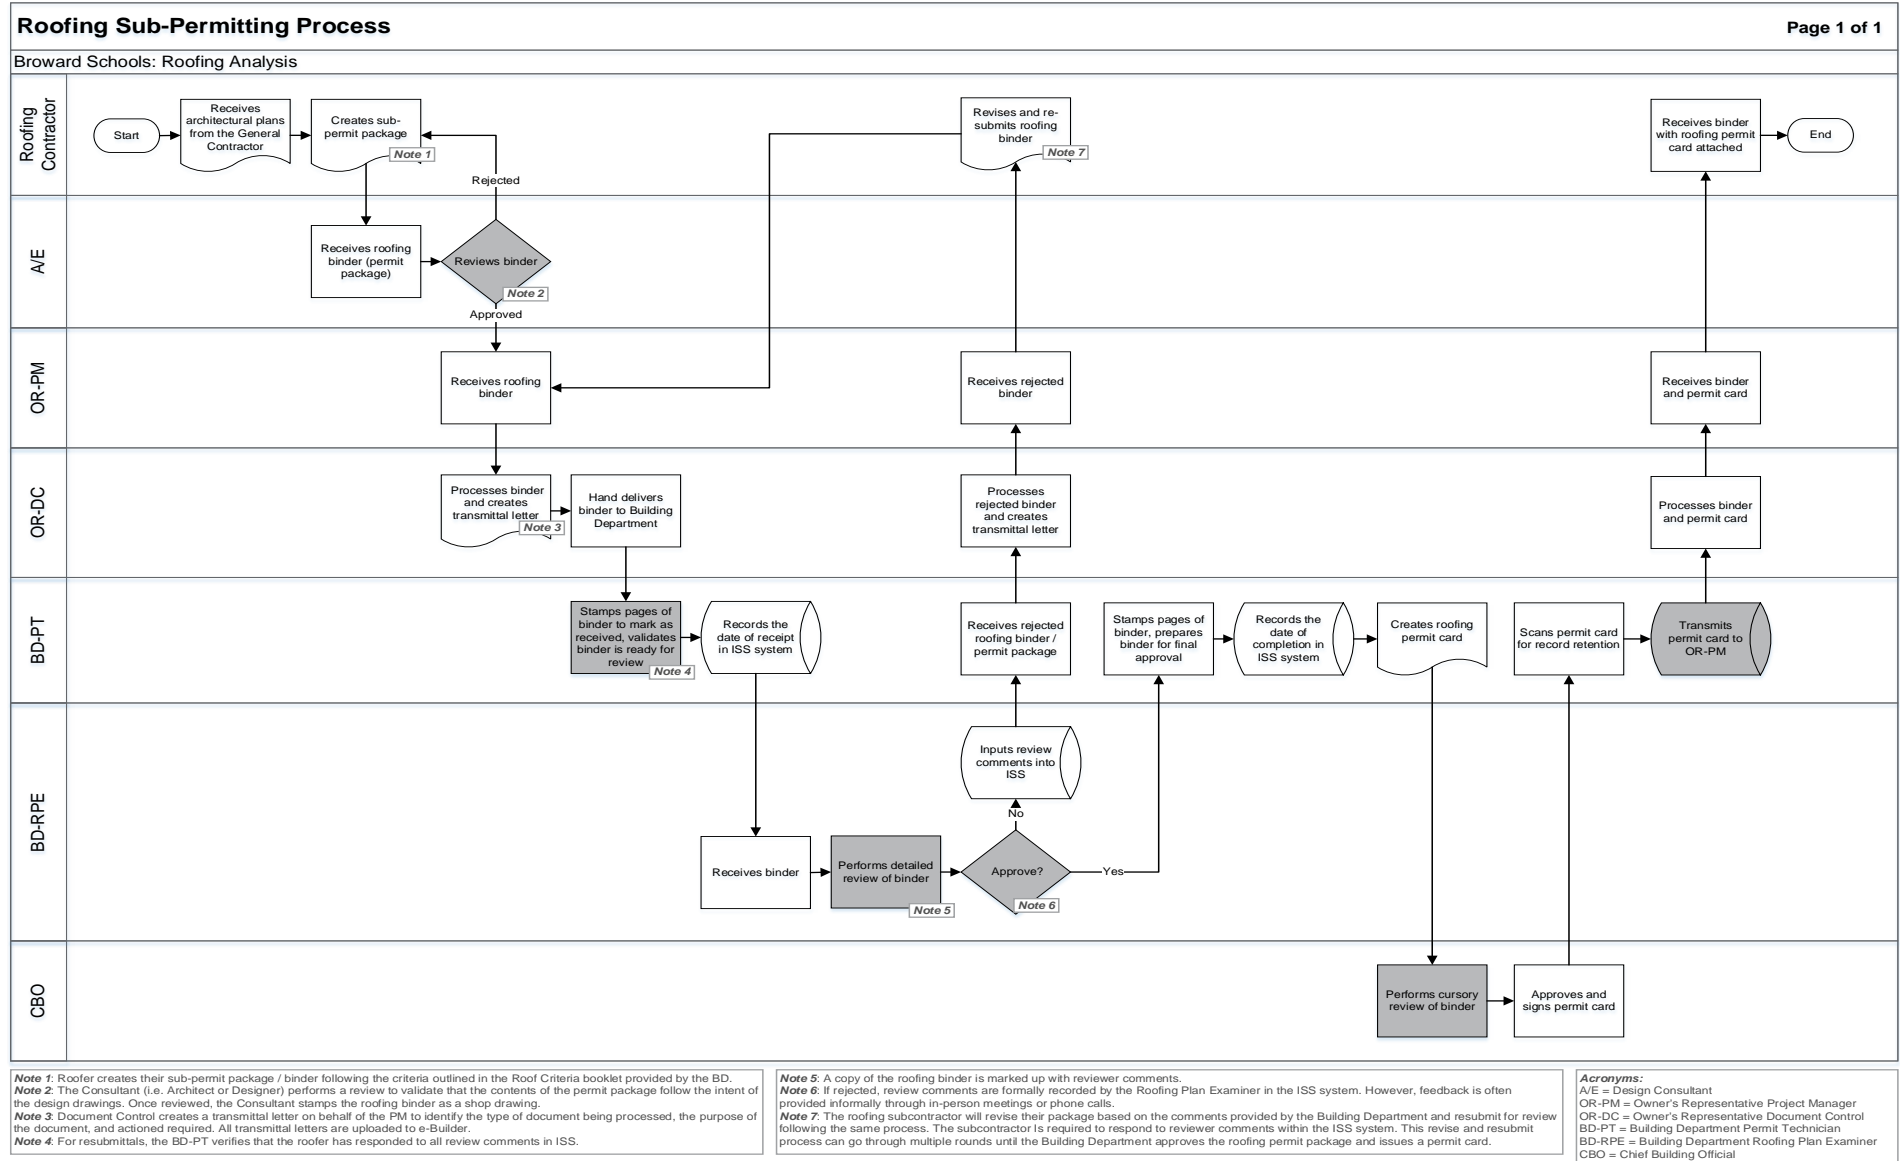 Roofing Sub-Permitting Process
Page 1 of 1
Broward Schools: Roofing Analysis
Roofing
Contractor
Start
Receives
architectural plans
from the General
Contractor
Creates sub-
permit package
Note 1
Rejected
Revises and re-
submits roofing
binder
Note 7
Receives binder
with roofing permit
card attached
End
A/E
Receives roofing
binder (permit
package)
Reviews binder
Note 2
Approved
OR-PM
Receives roofing
binder
Receives rejected
binder
Receives binder
and permit card
OR-DC
Processes binder
and creates
transmittal letter
Note 3
Hand delivers
binder to Building
Department
Processes
rejected binder
and creates
transmittal letter
Processes binder
and permit card
BD-PT
Stamps pages of
binder to mark as
received, validates
binder is ready for
review
Note 4
Records the
date of receipt
in ISS system
Receives rejected
roofing binder /
permit package
Stamps pages of
binder, prepares
binder for final
approval
Records the
date of
completion in
ISS system
Creates roofing
permit card
Scans permit card
for record retention
Transmits
permit card to
OR-PM
BD-RPE
Inputs review
comments into
ISS
No
Receives binder
Performs detailed
review of binder
Note 5
Approve?
Note 6
Yes
CBO
Performs cursory
review of binder
Approves and
signs permit card
Note 1: Roofer creates their sub-permit package / binder following the criteria outlined in the Roof Criteria booklet provided by the BD.
Note 2: The Consultant (i.e. Architect or Designer) performs a review to validate that the contents of the permit package follow the intent of
the design drawings. Once reviewed, the Consultant stamps the roofing binder as a shop drawing.
Note 3: Document Control creates a transmittal letter on behalf of the PM to identify the type of document being processed, the purpose of
the document, and actioned required. All transmittal letters are uploaded to e-Builder.
Note 4: For resubmittals, the BD-PT verifies that the roofer has responded to all review comments in ISS.
Note 5: A copy of the roofing binder is marked up with reviewer comments.
Note 6: If rejected, review comments are formally recorded by the Roofing Plan Examiner in the ISS system. However, feedback is often
provided informally through in-person meetings or phone calls.
Note 7: The roofing subcontractor will revise their package based on the comments provided by the Building Department and resubmit for review
following the same process. The subcontractor Is required to respond to reviewer comments within the ISS system. This revise and resubmit
process can go through multiple rounds until the Building Department approves the roofing permit package and issues a permit card.
Acronyms:
A/E = Design Consultant
OR-PM = Owner's Representative Project Manager
OR-DC = Owner's Representative Document Control
BD-PT = Building Department Permit Technician
BD-RPE = Building Department Roofing Plan Examiner
CBO = Chief Building Official